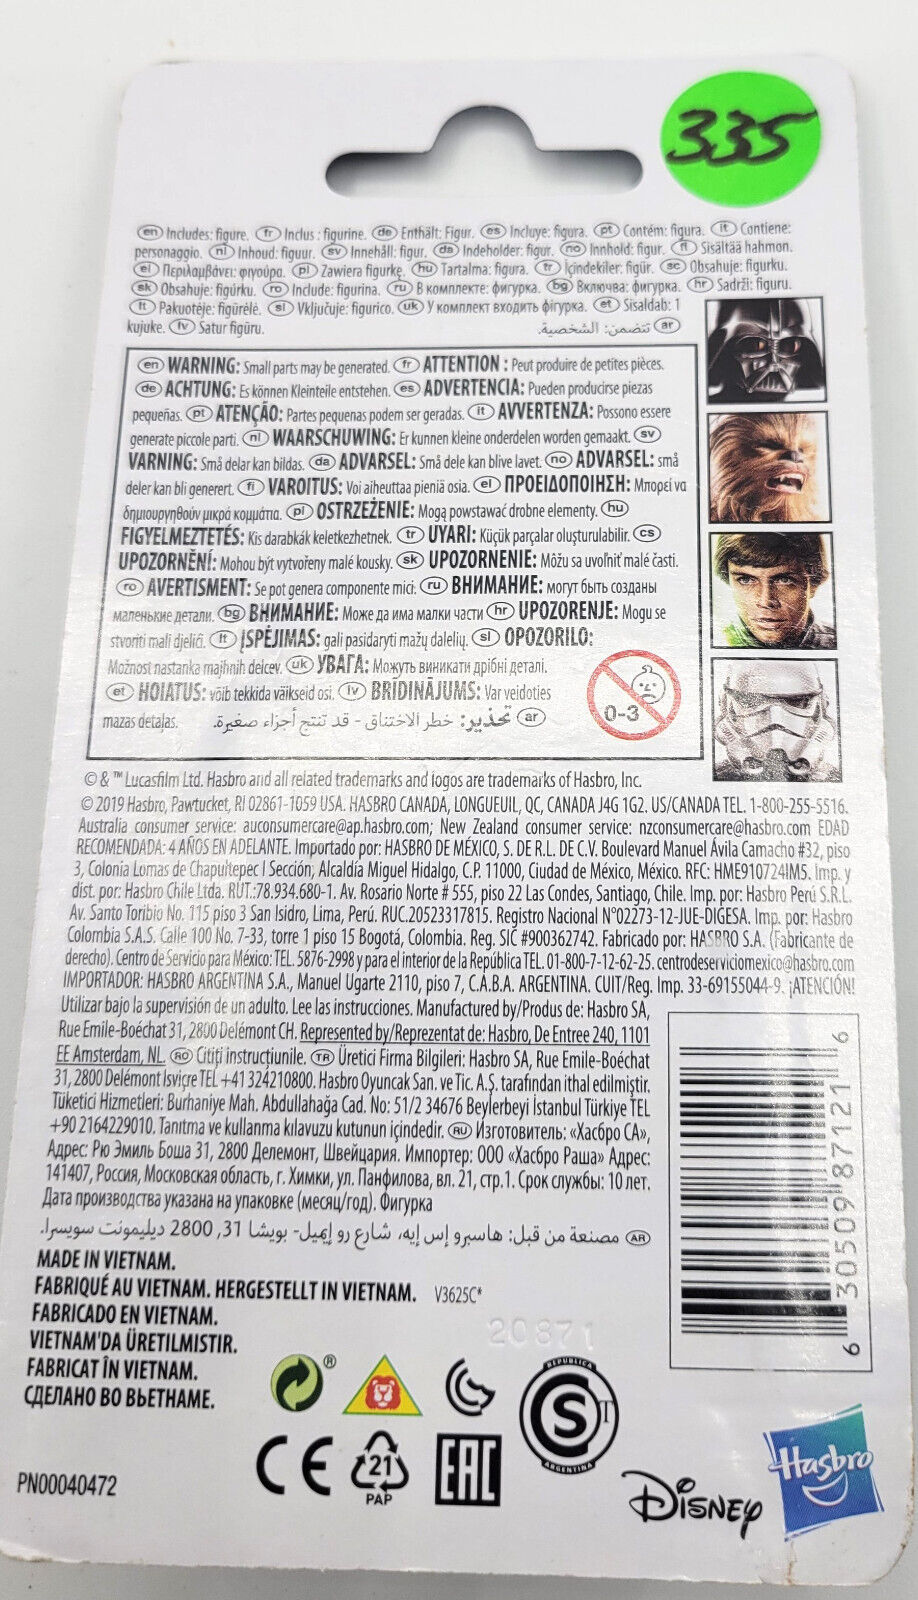 335
en Includes: figure. fr Inclus : figurine. de Enthält: Figur. es Incluye: figura. pt Contém: figura. it Contiene:
personaggio. nl Inhoud: figuur. sv Innehåll: figur. da Indeholder: figur. no Innhold: figur. fi Sisältää hahmon.
el Περιλαμβάνει: φιγούρα. pl Zawiera figurkę. hu Tartalma: figura. tr İçindekiler: figür. sc Obsahuje: figurku.
sk Obsahuje: figúrku. ro Include: figurina. ru В комплекте: фигурка. bg Включва: фигурка. hr Sadrži: figuru.
lt Pakuotėje: figūrėlė. sl Vključuje: figurico. uk У комплект входить фігурка. et Sisaldab: 1
kujuke. lv Satur figūru. ar تتضمن: الشخصية.
en WARNING: Small parts may be generated. fr ATTENTION : Peut produire de petites pièces.
de ACHTUNG: Es können Kleinteile entstehen. es ADVERTENCIA: Pueden producirse piezas
pequeñas. pt ATENÇÃO: Partes pequenas podem ser geradas. it AVVERTENZA: Possono essere
generate piccole parti. nl WAARSCHUWING: Er kunnen kleine onderdelen worden gemaakt. sv
VARNING: Små delar kan bildas. da ADVARSEL: Små dele kan blive lavet. no ADVARSEL: små
deler kan bli generert. fi VAROITUS: Voi aiheuttaa pieniä osia. el ΠΡΟΕΙΔΟΠΟΙΗΣΗ: Μπορεί να
δημιουργηθούν μικρά κομμάτια. pl OSTRZEŻENIE: Mogą powstawać drobne elementy. hu
FIGYELMEZTETÉS: Kis darabkák keletkezhetnek. tr UYARI: Küçük parçalar oluşturulabilir. cs
UPOZORNĚNÍ: Mohou být vytvořeny malé kousky. sk UPOZORNENIE: Môžu sa uvoľniť malé časti.
ro AVERTISMENT: Se pot genera componente mici. ru ВНИМАНИЕ: могут быть созданы
маленькие детали. bg ВНИМАНИЕ: Може да има малки части hr UPOZORENJE: Mogu se
stvoriti mali djelići. lt ĮSPĖJIMAS: gali pasidaryti mažų dalelių. sl OPOZORILO:
Možnost nastanka majhnih delcev. uk УВАГА: Можуть виникати дрібні деталі.
et HOIATUS: võib tekkida väikseid osi. lv BRĪDINĀJUMS: Var veidoties
mazas detaļas. ar تحذير: خطر الاختناق - قد تنتج أجزاء صغيرة.
0-3
© & ™ Lucasfilm Ltd. Hasbro and all related trademarks and logos are trademarks of Hasbro, Inc.
© 2019 Hasbro, Pawtucket, RI 02861-1059 USA. HASBRO CANADA, LONGUEUIL, QC, CANADA J4G 1G2. US/CANADA TEL. 1-800-255-5516.
Australia consumer service: auconsumercare@ap.hasbro.com; New Zealand consumer service: nzconsumercare@hasbro.com EDAD
RECOMENDADA: 4 AÑOS EN ADELANTE. Importado por: HASBRO DE MÉXICO, S. DE R.L. DE C.V. Boulevard Manuel Ávila Camacho #32, piso
3, Colonia Lomas de Chapultepec I Sección, Alcaldía Miguel Hidalgo, C.P. 11000, Ciudad de México, México. RFC: HME910724IM5. Imp. y
dist. por: Hasbro Chile Ltda. RUT.:78.934.680-1. Av. Rosario Norte # 555, piso 22 Las Condes, Santiago, Chile. Imp. por: Hasbro Perú S.R.L.
Av. Santo Toribio No. 115 piso 3 San Isidro, Lima, Perú. RUC.20523317815. Registro Nacional N°02273-12-JUE-DIGESA. Imp. por: Hasbro
Colombia S.A.S. Calle 100 No. 7-33, torre 1 piso 15 Bogotá, Colombia. Reg. SIC #900362742. Fabricado por: HASBRO S.A. (Fabricante de
derecho). Centro de Servicio para México: TEL. 5876-2998 y para el interior de la República TEL. 01-800-7-12-62-25. centrodeserviciomexico@hasbro.com
IMPORTADOR: HASBRO ARGENTINA S.A., Manuel Ugarte 2110, piso 7, C.A.B.A. ARGENTINA. CUIT/Reg. Imp. 33-69155044-9. ¡ATENCIÓN!
Utilizar bajo la supervisión de un adulto. Lee las instrucciones. Manufactured by/Produs de: Hasbro SA,
Rue Emile-Boéchat 31, 2800 Delémont CH. Represented by/Reprezentat de: Hasbro, De Entree 240, 1101
EE Amsterdam, NL. RO Citiți instrucțiunile. TR Üretici Firma Bilgileri: Hasbro SA, Rue Emile-Boéchat
31, 2800 Delémont İsviçre TEL +41 324210800. Hasbro Oyuncak San. ve Tic. A.Ş. tarafından ithal edilmiştir.
Tüketici Hizmetleri: Burhaniye Mah. Abdullahağa Cad. No: 51/2 34676 Beylerbeyi İstanbul Türkiye TEL
+90 2164229010. Tanıtma ve kullanma kılavuzu kutunun içindedir. RU Изготовитель: «Хасбро СА»,
Адрес: Рю Эмиль Боша 31, 2800 Делемонт, Швейцария. Импортер: ООО «Хасбро Раша» Адрес:
141407, Россия, Московская область, г. Химки, ул. Панфилова, вл. 21, стр.1. Срок службы: 10 лет.
Дата производства указана на упаковке (месяц/год). Фигурка
AR مصنعة من قبل: هاسبرو إس إيه، شارع رو إيميل- بويشا 31, 2800 ديليمونت سويسرا.
MADE IN VIETNAM.
FABRIQUÉ AU VIETNAM. HERGESTELLT IN VIETNAM. V3625C*
FABRICADO EN VIETNAM.
VIETNAM'DA ÜRETILMISTIR.
FABRICAT ÎN VIETNAM.
СДЕЛАНО ВО ВЬЕТНАМЕ.
20871
6 30509 87121 6
REPUBLICA
S T
ARGENTINA
CE
21
PAP
EAC
PN00040472
Disney
Hasbro